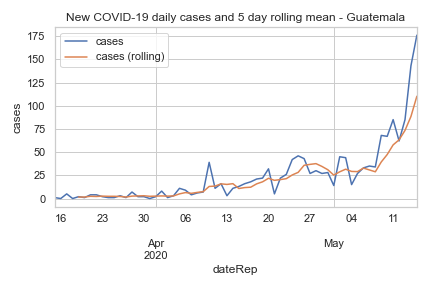 New COVID-19 daily cases and 5 day rolling mean - Guatemala
cases
cases (rolling)
175
150
125
100
75
50
25
0
cases
16 23 30 06 13 20 27 04 11
Apr May
2020
dateRep